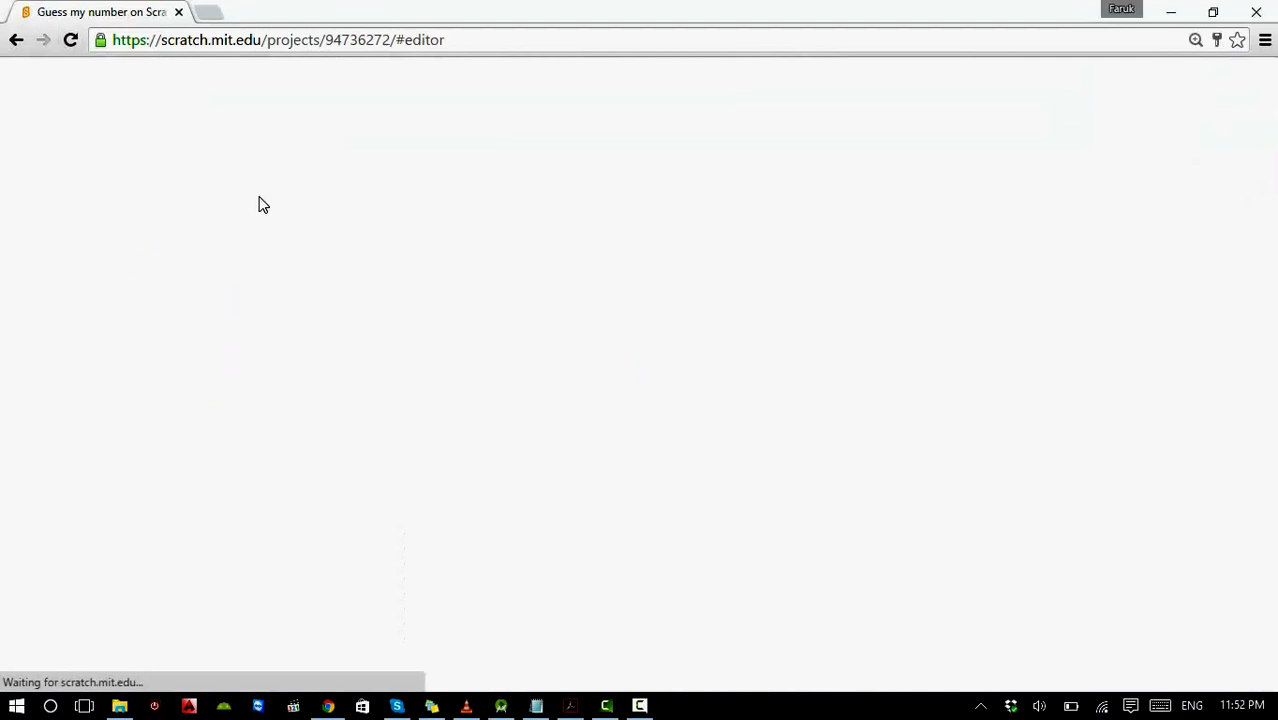 Guess my number on Scra
Faruk
https://scratch.mit.edu/projects/94736272/#editor
Waiting for scratch.mit.edu...
ENG
11:52 PM